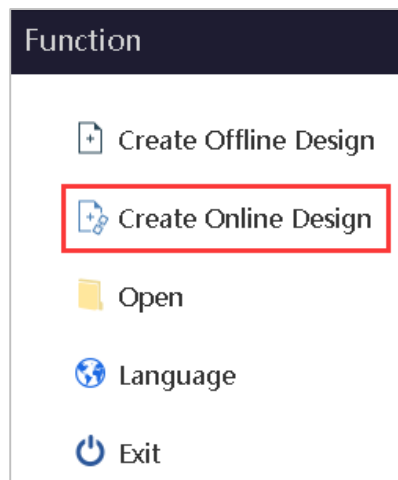 Function
Create Offline Design
Create Online Design
Open
Language
Exit